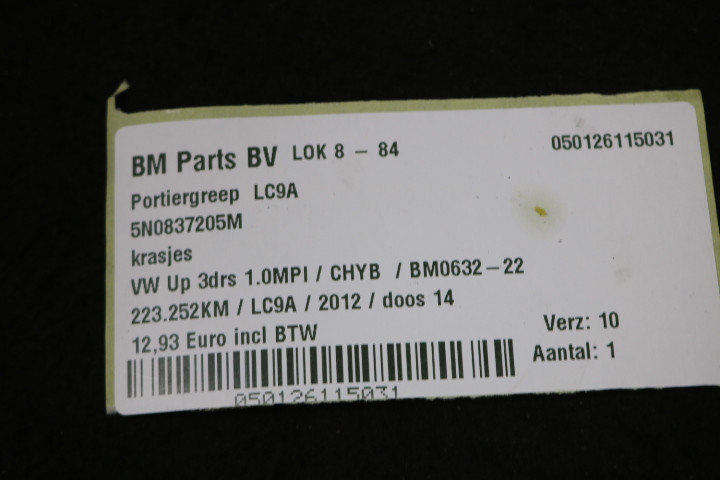 BM Parts BV LOK 8 - 84 050126115031
Portiergreep LC9A
5N0837205M
krasjes
VW Up 3drs 1.0MPI / CHYB / BM0632-22
223.252KM / LC9A / 2012 / doos 14
12,93 Euro incl BTW
Verz: 10
Aantal: 1
050126115031